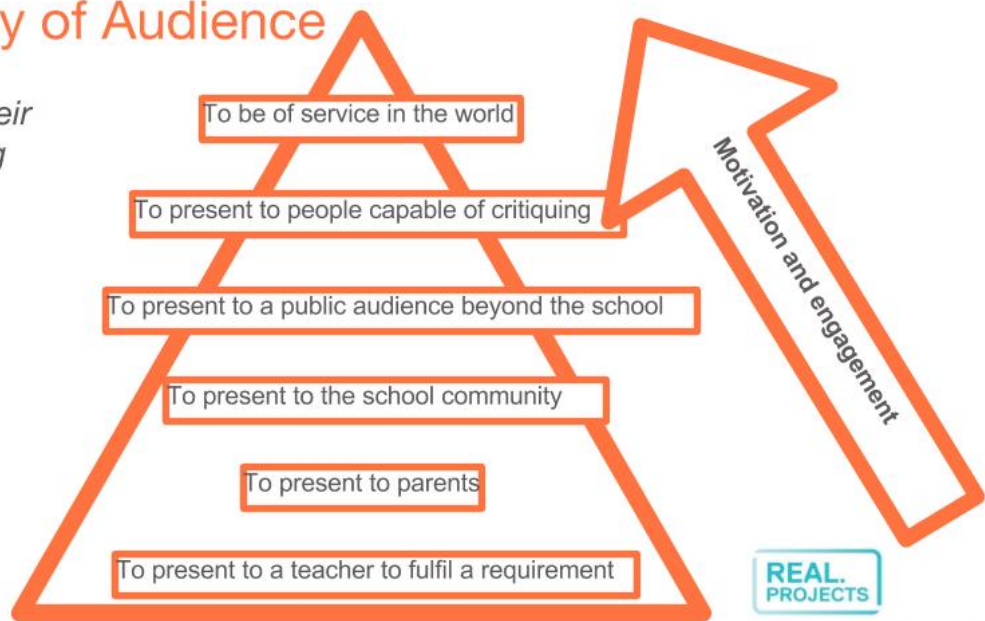 y of Audience
eir
g
To be of service in the world
To present to people capable of critiquing
To present to a public audience beyond the school
To present to the school community
To present to parents
To present to a teacher to fulfil a requirement
Motivation and engagement
REAL.
PROJECTS